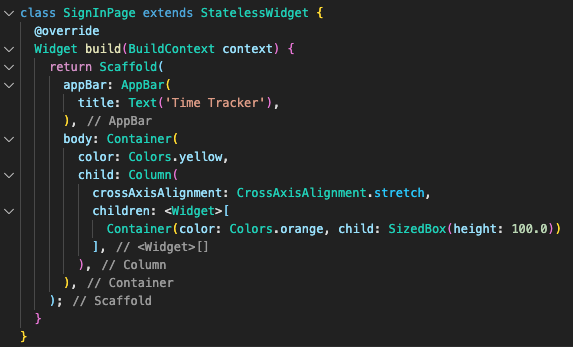 class SignInPage extends StatelessWidget {
  @override
  Widget build(BuildContext context) {
    return Scaffold(
      appBar: AppBar(
        title: Text('Time Tracker'),
      ), // AppBar
      body: Container(
        color: Colors.yellow,
        child: Column(
          crossAxisAlignment: CrossAxisAlignment.stretch,
          children: <Widget>[
            Container(color: Colors.orange, child: SizedBox(height: 100.0))
          ], // <Widget>[]
        ), // Column
      ), // Container
    ); // Scaffold
  }
}